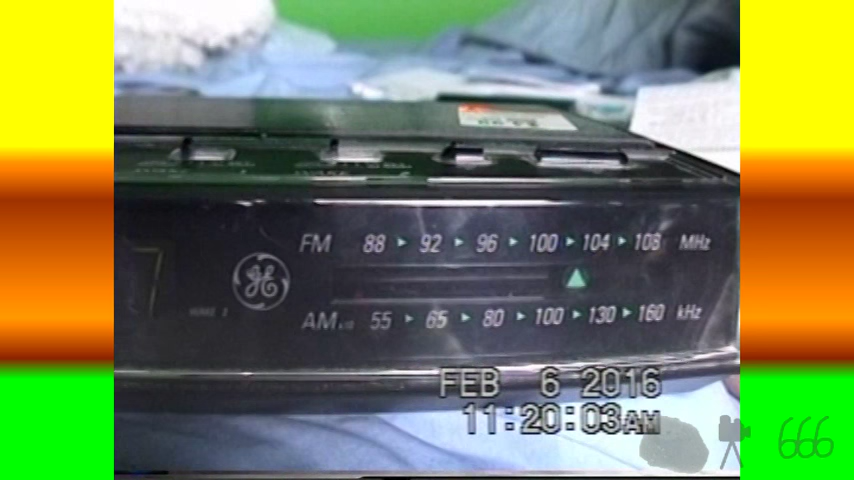 FM 88 ▸ 92 ▸ 96 ▸ 100 ▸ 104 ▸ 108 MHz
GE
AM 55 ▸ 65 ▸ 80 ▸ 100 ▸ 130 ▸ 160 kHz
FEB 6 2016
11:20:03AM
666